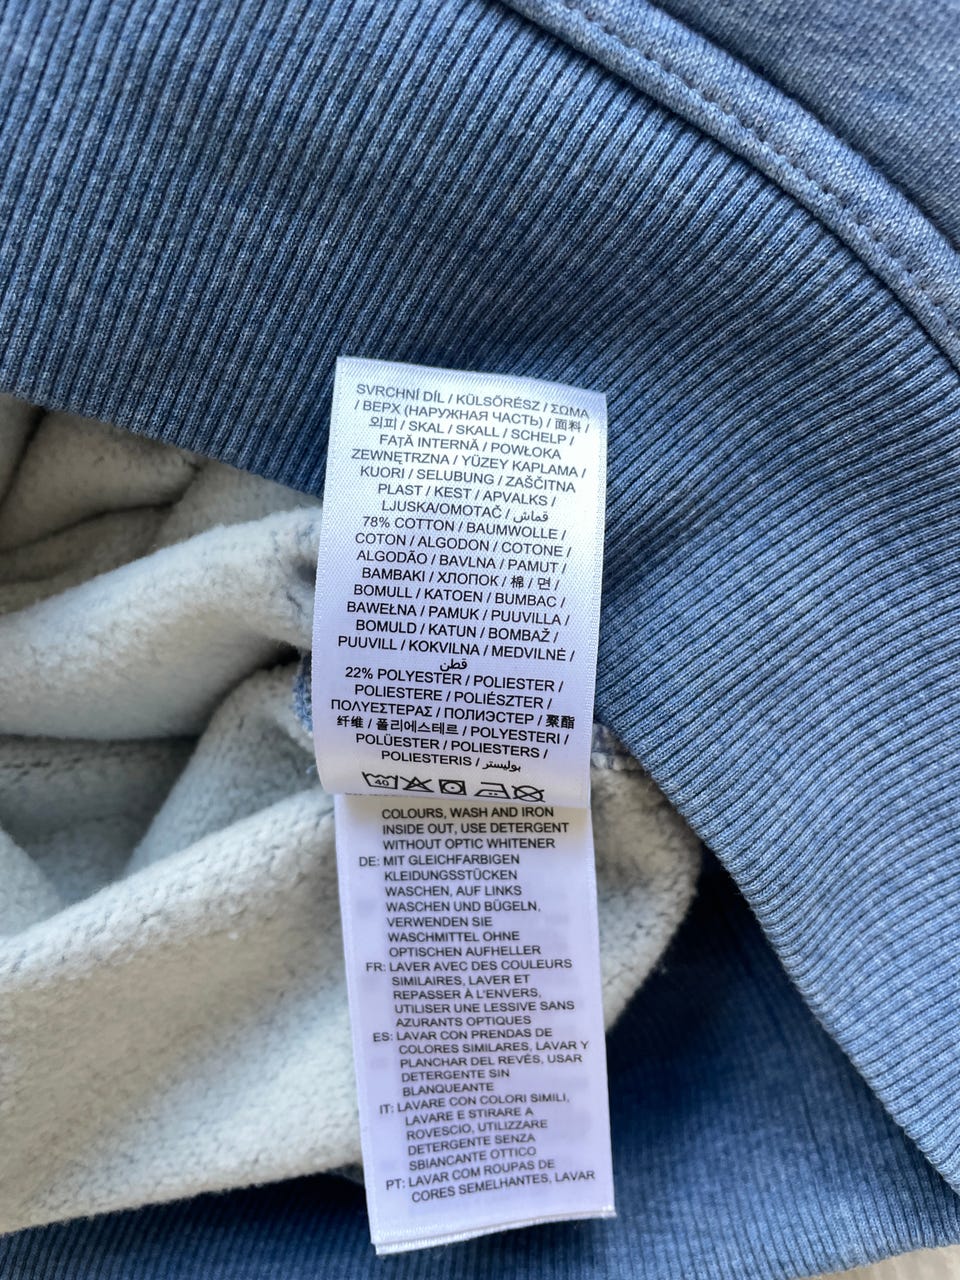 SVRCHNÍ DÍL / KÜLSŐRÉSZ / ΣΩΜΑ
/ ВЕРХ (НАРУЖНАЯ ЧАСТЬ) / 面料 /
외피 / SKAL / SKALL / SCHELP /
FAȚĂ INTERNĂ / POWŁOKA
ZEWNĘTRZNA / YÜZEY KAPLAMA /
KUORI / SELUBUNG / ZAŠČITNA
PLAST / KEST / APVALKS /
LJUSKA/OMOTAČ / قماش
78% COTTON / BAUMWOLLE /
COTON / ALGODON / COTONE /
ALGODÃO / BAVLNA / PAMUT /
BAMBAKI / ХЛОПОК / 棉 / 면 /
BOMULL / KATOEN / BUMBAC /
BAWEŁNA / PAMUK / PUUVILLA /
BOMULD / KATUN / BOMBAŽ /
PUUVILL / KOKVILNA / MEDVILNĖ /
قطن
22% POLYESTER / POLIESTER /
POLIESTERE / POLIÉSZTER /
ΠΟΛΥΕΣΤΕΡΑΣ / ПОЛИЭСТЕР / 聚酯
纤维 / 폴리에스테르 / POLYESTERI /
POLÜESTER / POLIESTERS /
POLIESTERIS / بوليستر
40
COLOURS, WASH AND IRON
INSIDE OUT, USE DETERGENT
WITHOUT OPTIC WHITENER
DE: MIT GLEICHFARBIGEN
KLEIDUNGSSTÜCKEN
WASCHEN, AUF LINKS
WASCHEN UND BÜGELN,
VERWENDEN SIE
WASCHMITTEL OHNE
OPTISCHEN AUFHELLER
FR: LAVER AVEC DES COULEURS
SIMILAIRES, LAVER ET
REPASSER À L'ENVERS,
UTILISER UNE LESSIVE SANS
AZURANTS OPTIQUES
ES: LAVAR CON PRENDAS DE
COLORES SIMILARES, LAVAR Y
PLANCHAR DEL REVÉS, USAR
DETERGENTE SIN
BLANQUEANTE
IT: LAVARE CON COLORI SIMILI,
LAVARE E STIRARE A
ROVESCIO, UTILIZZARE
DETERGENTE SENZA
SBIANCANTE OTTICO
PT: LAVAR COM ROUPAS DE
CORES SEMELHANTES, LAVAR